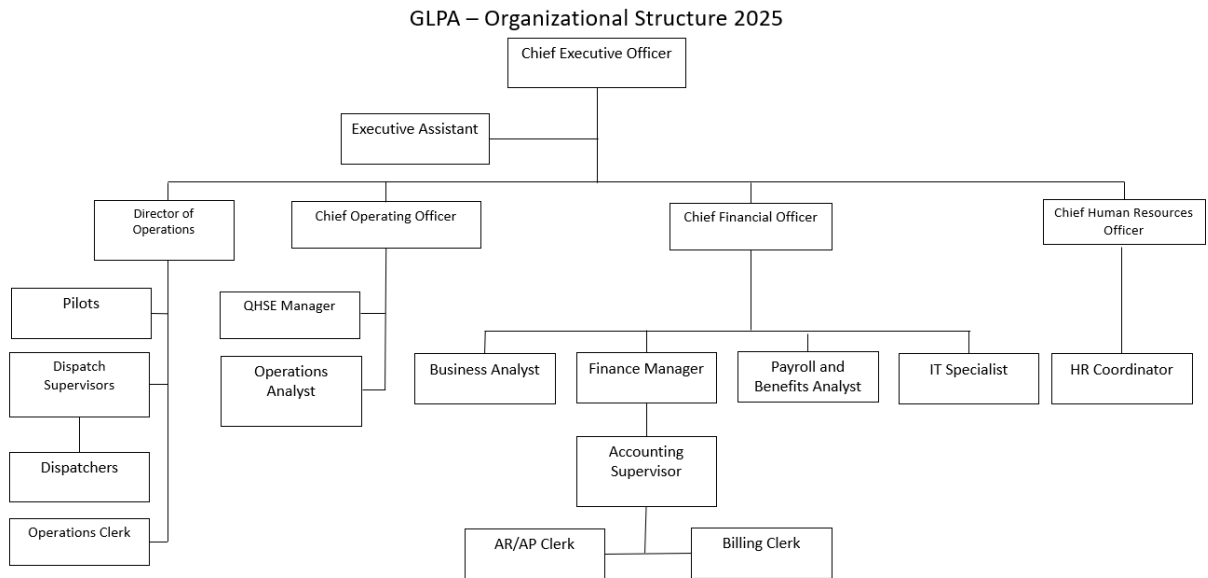 GLPA – Organizational Structure 2025
Chief Executive Officer
Executive Assistant
Director of
Operations
Chief Operating Officer
Chief Financial Officer
Chief Human Resources
Officer
Pilots
QHSE Manager
Dispatch
Supervisors
Operations
Analyst
Business Analyst
Finance Manager
Payroll and
Benefits Analyst
IT Specialist
HR Coordinator
Dispatchers
Accounting
Supervisor
Operations Clerk
AR/AP Clerk
Billing Clerk